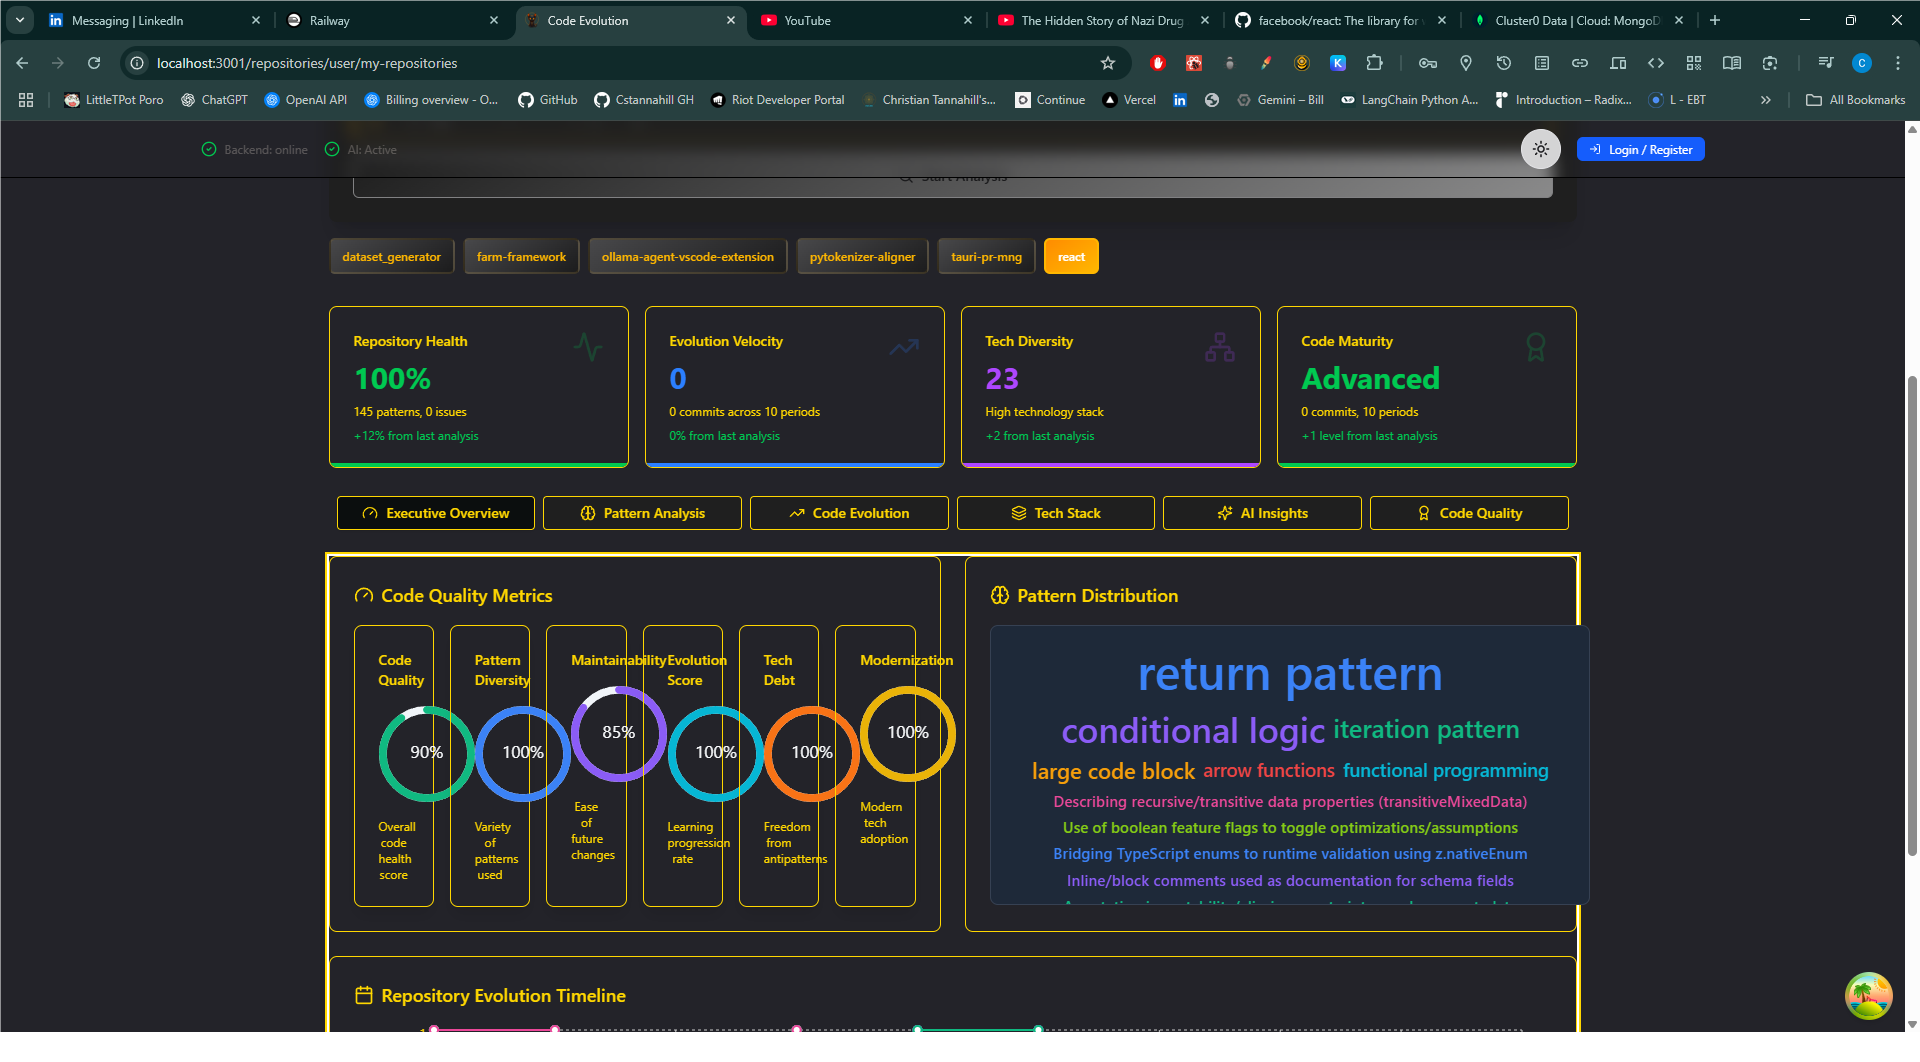 Messaging | LinkedIn
Railway
Code Evolution
YouTube
The Hidden Story of Nazi Drug
facebook/react: The library for
Cluster0 Data | Cloud: MongoD
localhost:3001/repositories/user/my-repositories
LittleTPot Poro
ChatGPT
OpenAI API
Billing overview - O...
GitHub
Cstannahill GH
Riot Developer Portal
Christian Tannahill's...
Continue
Vercel
Gemini – Bill
LangChain Python A...
Introduction – Radix...
L - EBT
All Bookmarks
Backend: online
AI: Active
Login / Register
Start Analysis
dataset_generator
farm-framework
ollama-agent-vscode-extension
pytokenizer-aligner
tauri-pr-mng
react
Repository Health
100%
145 patterns, 0 issues
+12% from last analysis
Evolution Velocity
0
0 commits across 10 periods
0% from last analysis
Tech Diversity
23
High technology stack
+2 from last analysis
Code Maturity
Advanced
0 commits, 10 periods
+1 level from last analysis
Executive Overview
Pattern Analysis
Code Evolution
Tech Stack
AI Insights
Code Quality
Code Quality Metrics
Code
Quality
90%
Overall
code
health
score
Pattern
Diversity
100%
Variety
of
patterns
used
Maintainability
85%
Ease
of
future
changes
Evolution
Score
100%
Learning
progression
rate
Tech
Debt
100%
Freedom
from
antipatterns
Modernization
100%
Modern
tech
adoption
Pattern Distribution
return pattern
conditional logic iteration pattern
large code block arrow functions functional programming
Describing recursive/transitive data properties (transitiveMixedData)
Use of boolean feature flags to toggle optimizations/assumptions
Bridging TypeScript enums to runtime validation using z.nativeEnum
Inline/block comments used as documentation for schema fields
Repository Evolution Timeline